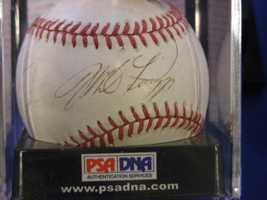 PSA DNA
AUTHENTICATION SERVICES
www.psadna.com